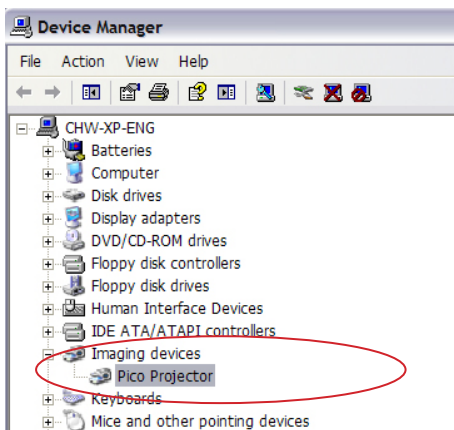 Device Manager
File Action View Help
CHW-XP-ENG
Batteries
Computer
Disk drives
Display adapters
DVD/CD-ROM drives
Floppy disk controllers
Floppy disk drives
Human Interface Devices
IDE ATA/ATAPI controllers
Imaging devices
Pico Projector
Keyboards
Mice and other pointing devices